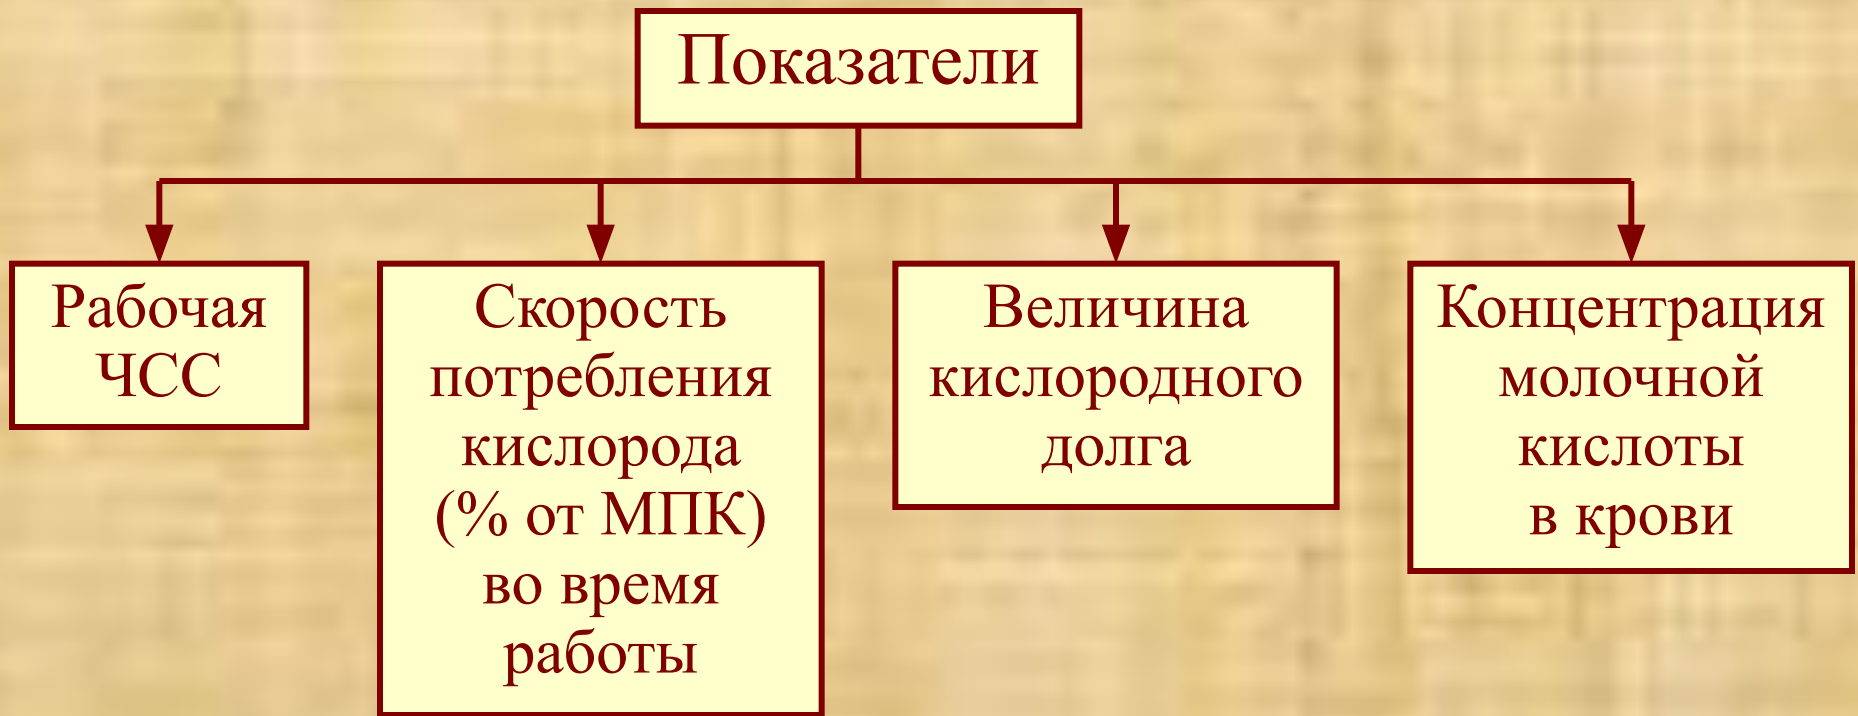 Показатели
Рабочая
ЧСС
Скорость
потребления
кислорода
(% от МПК)
во время
работы
Величина
кислородного
долга
Концентрация
молочной
кислоты
в крови